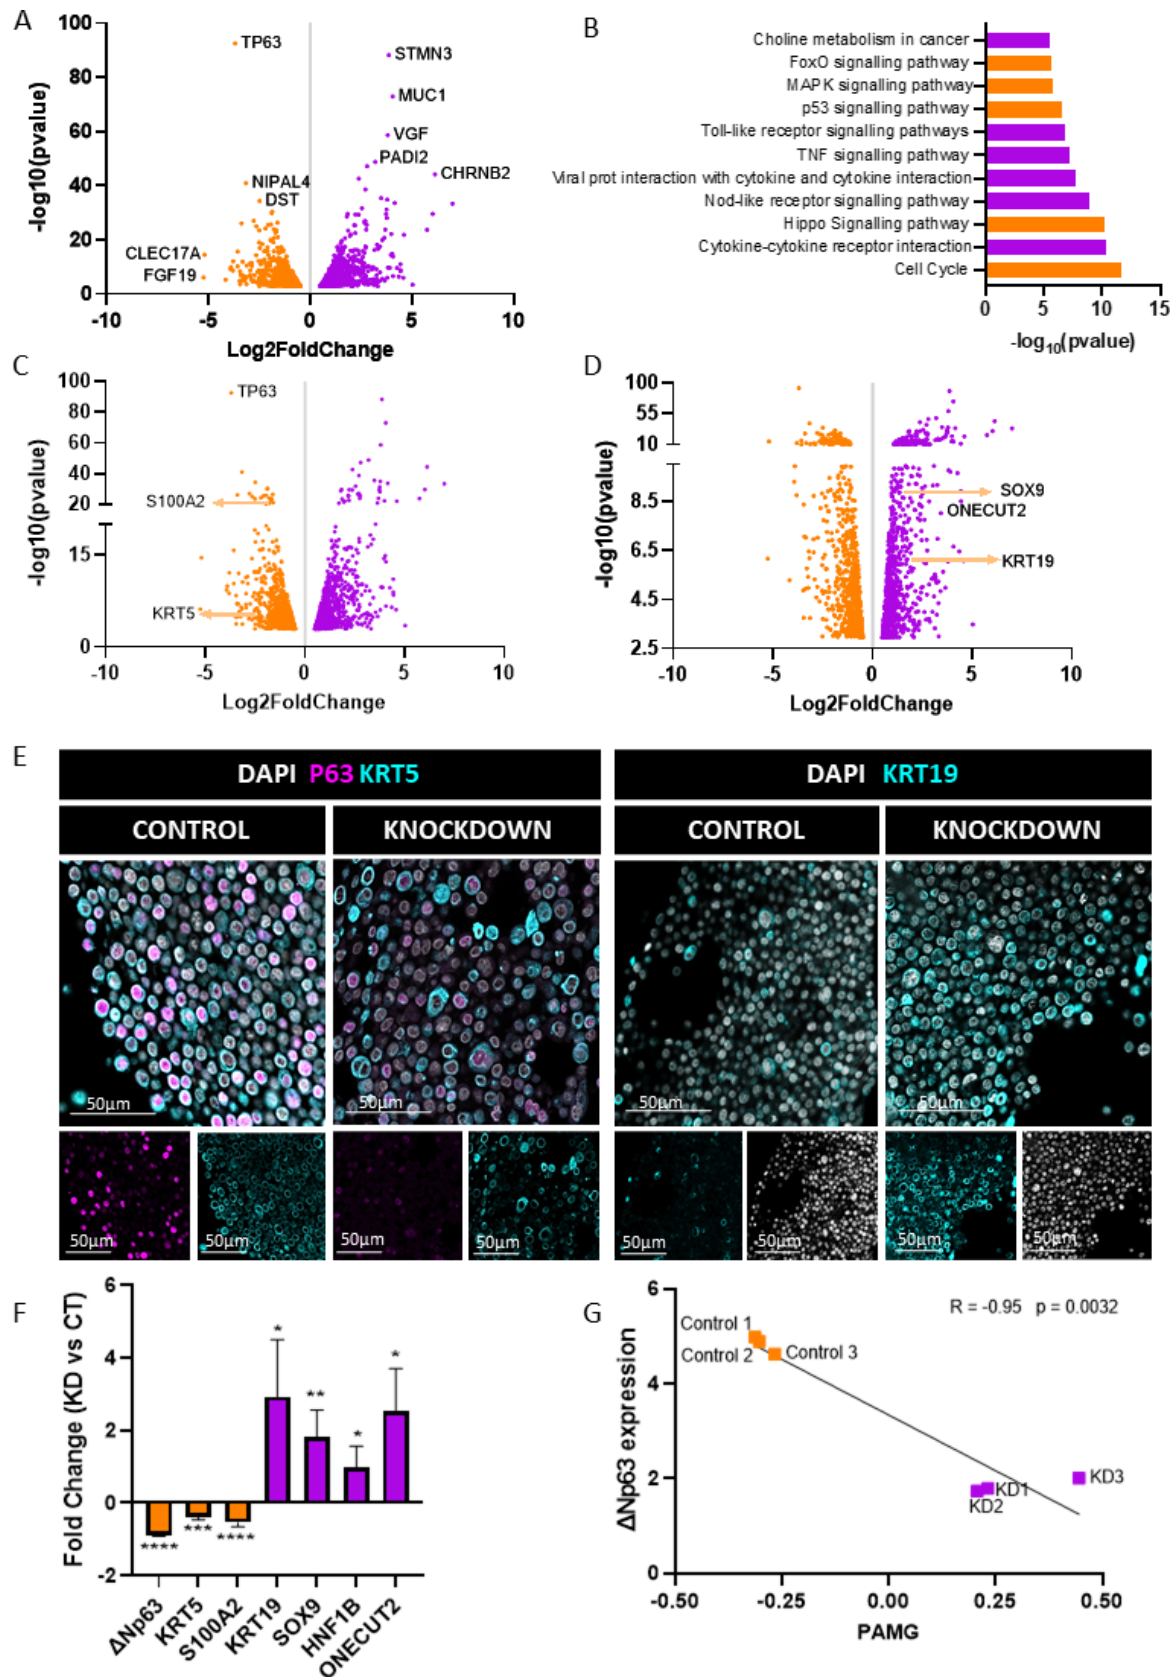 A
100
80
60
40
20
0
-log10(pvalue)
TP63
STMN3
MUC1
VGF
PADI2
CHRNB2
NIPAL4
DST
CLEC17A
FGF19
-10 -5 0 5 10
Log2FoldChange
B
Choline metabolism in cancer
FoxO signalling pathway
MAPK signalling pathway
p53 signalling pathway
Toll-like receptor signalling pathways
TNF signalling pathway
Viral prot interaction with cytokine and cytokine interaction
Nod-like receptor signalling pathway
Hippo Signalling pathway
Cytokine-cytokine receptor interaction
Cell Cycle
0 5 10 15
-log10(pvalue)
C
100
80
60
40
20
15
0
-log10(pvalue)
TP63
S100A2
KRT5
-10 -5 0 5 10
Log2FoldChange
D
100
55
10
8.5
6.5
4.5
2.5
-log10(pvalue)
SOX9
ONECUT2
KRT19
-10 -5 0 5 10
Log2FoldChange
E
DAPI P63 KRT5
DAPI KRT19
CONTROL
KNOCKDOWN
CONTROL
KNOCKDOWN
50μm
50μm
50μm
50μm
50μm
50μm
50μm
50μm
50μm
50μm
50μm
50μm
F
6
4
2
0
-2
Fold Change (KD vs CT)
****
***
****
*
**
*
*
ΔNp63
KRT5
S100A2
KRT19
SOX9
HNF1B
ONECUT2
G
6
4
2
0
ΔNp63 expression
R = -0.95 p = 0.0032
Control 1
Control 2
Control 3
KD1
KD2
KD3
-0.50 -0.25 0.00 0.25 0.50
PAMG